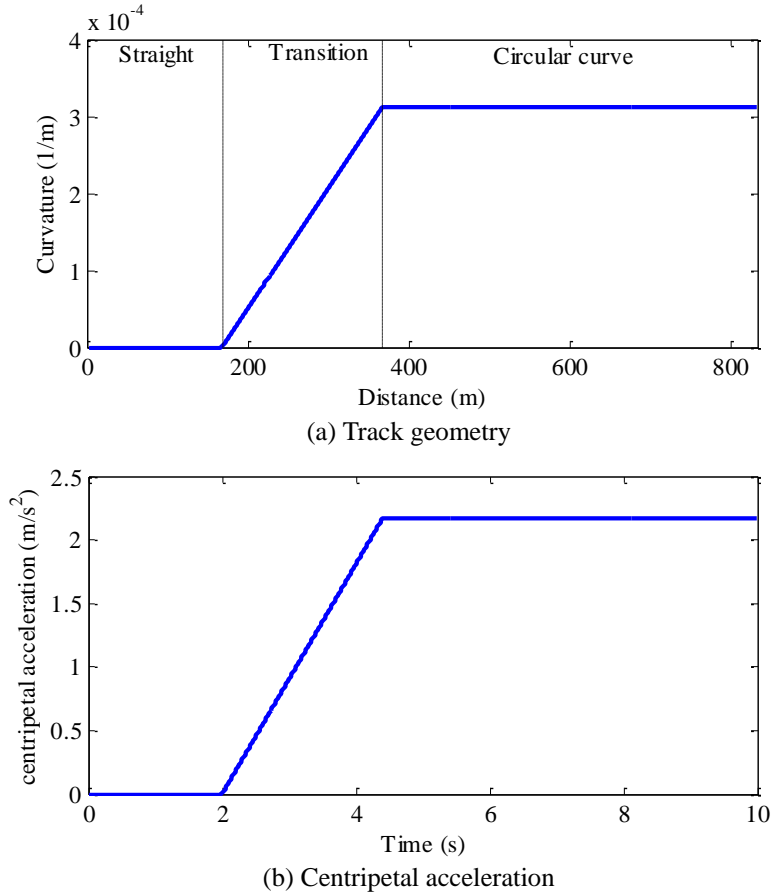 x 10-4
4
Straight
Transition
Circular curve
3
2
1
0
Curvature (1/m)
0
200
400
600
800
Distance (m)
(a) Track geometry
2.5
2
1.5
1
0.5
0
centripetal acceleration (m/s²)
0
2
4
6
8
10
Time (s)
(b) Centripetal acceleration